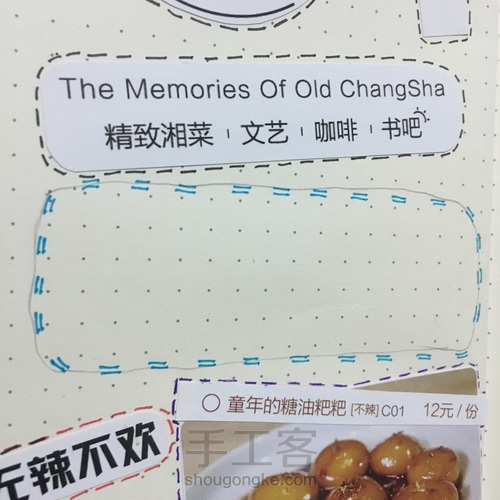 The Memories Of Old ChangSha
精致湘菜 | 文艺 | 咖啡 | 书吧
童年的糖油粑粑 [不辣] C01 12元/份
无辣不欢
手工客
shougongke.com